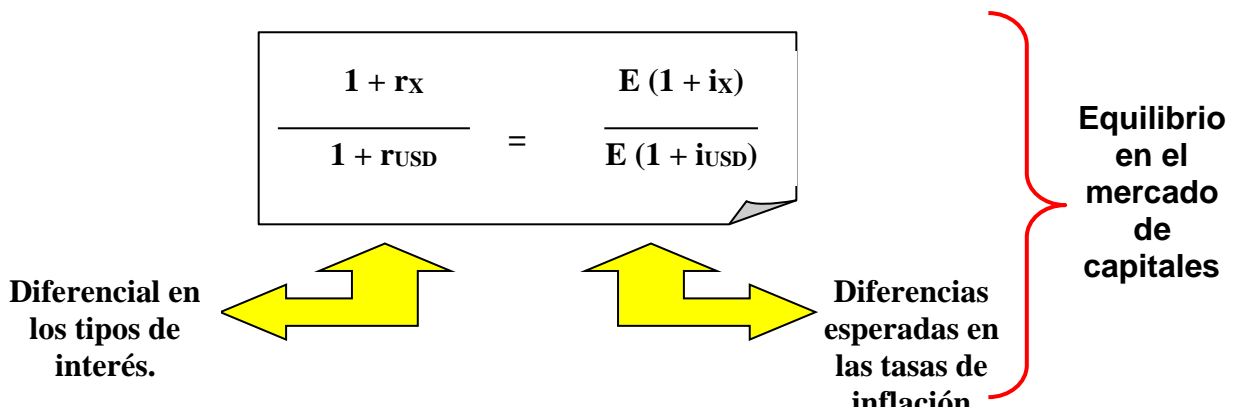 1 + rX
1 + rUSD
=
E (1 + iX)
E (1 + iUSD)
Diferencial en
los tipos de
interés.
Diferencias
esperadas en
las tasas de
inflación
Equilibrio
en el
mercado
de
capitales